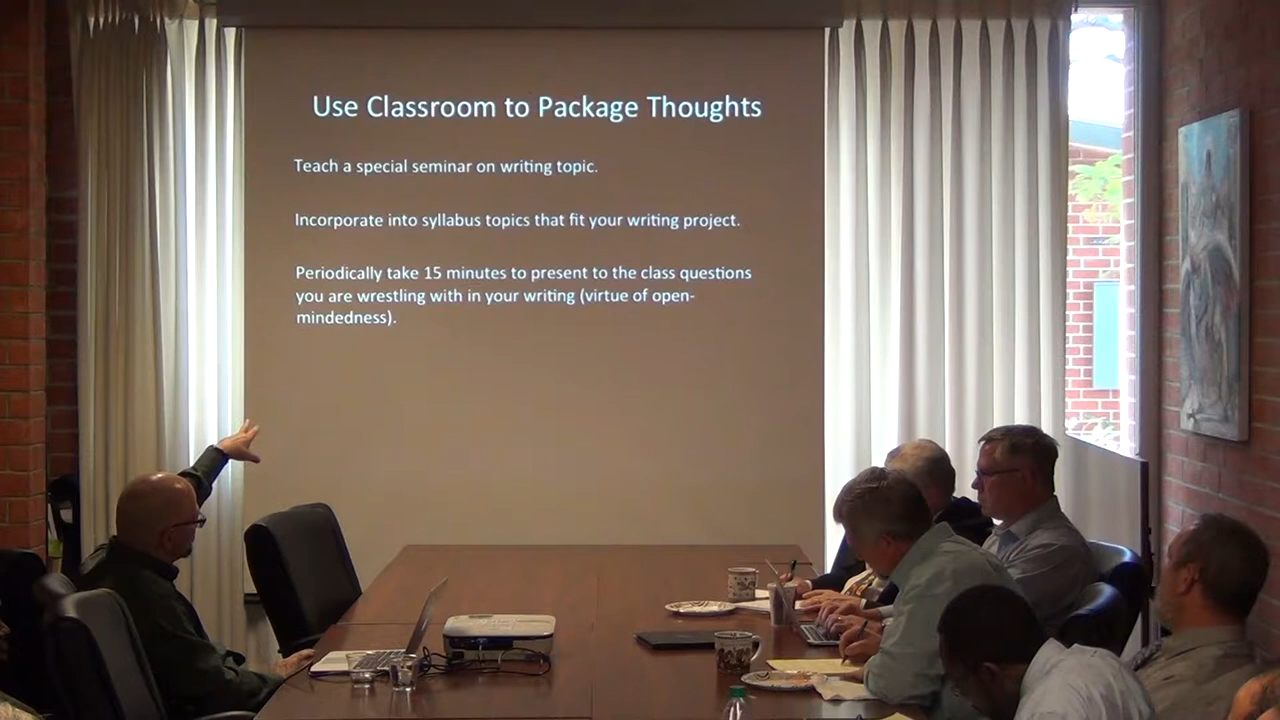 Use Classroom to Package Thoughts
Teach a special seminar on writing topic.
Incorporate into syllabus topics that fit your writing project.
Periodically take 15 minutes to present to the class questions
you are wrestling with in your writing (virtue of open-
mindedness).